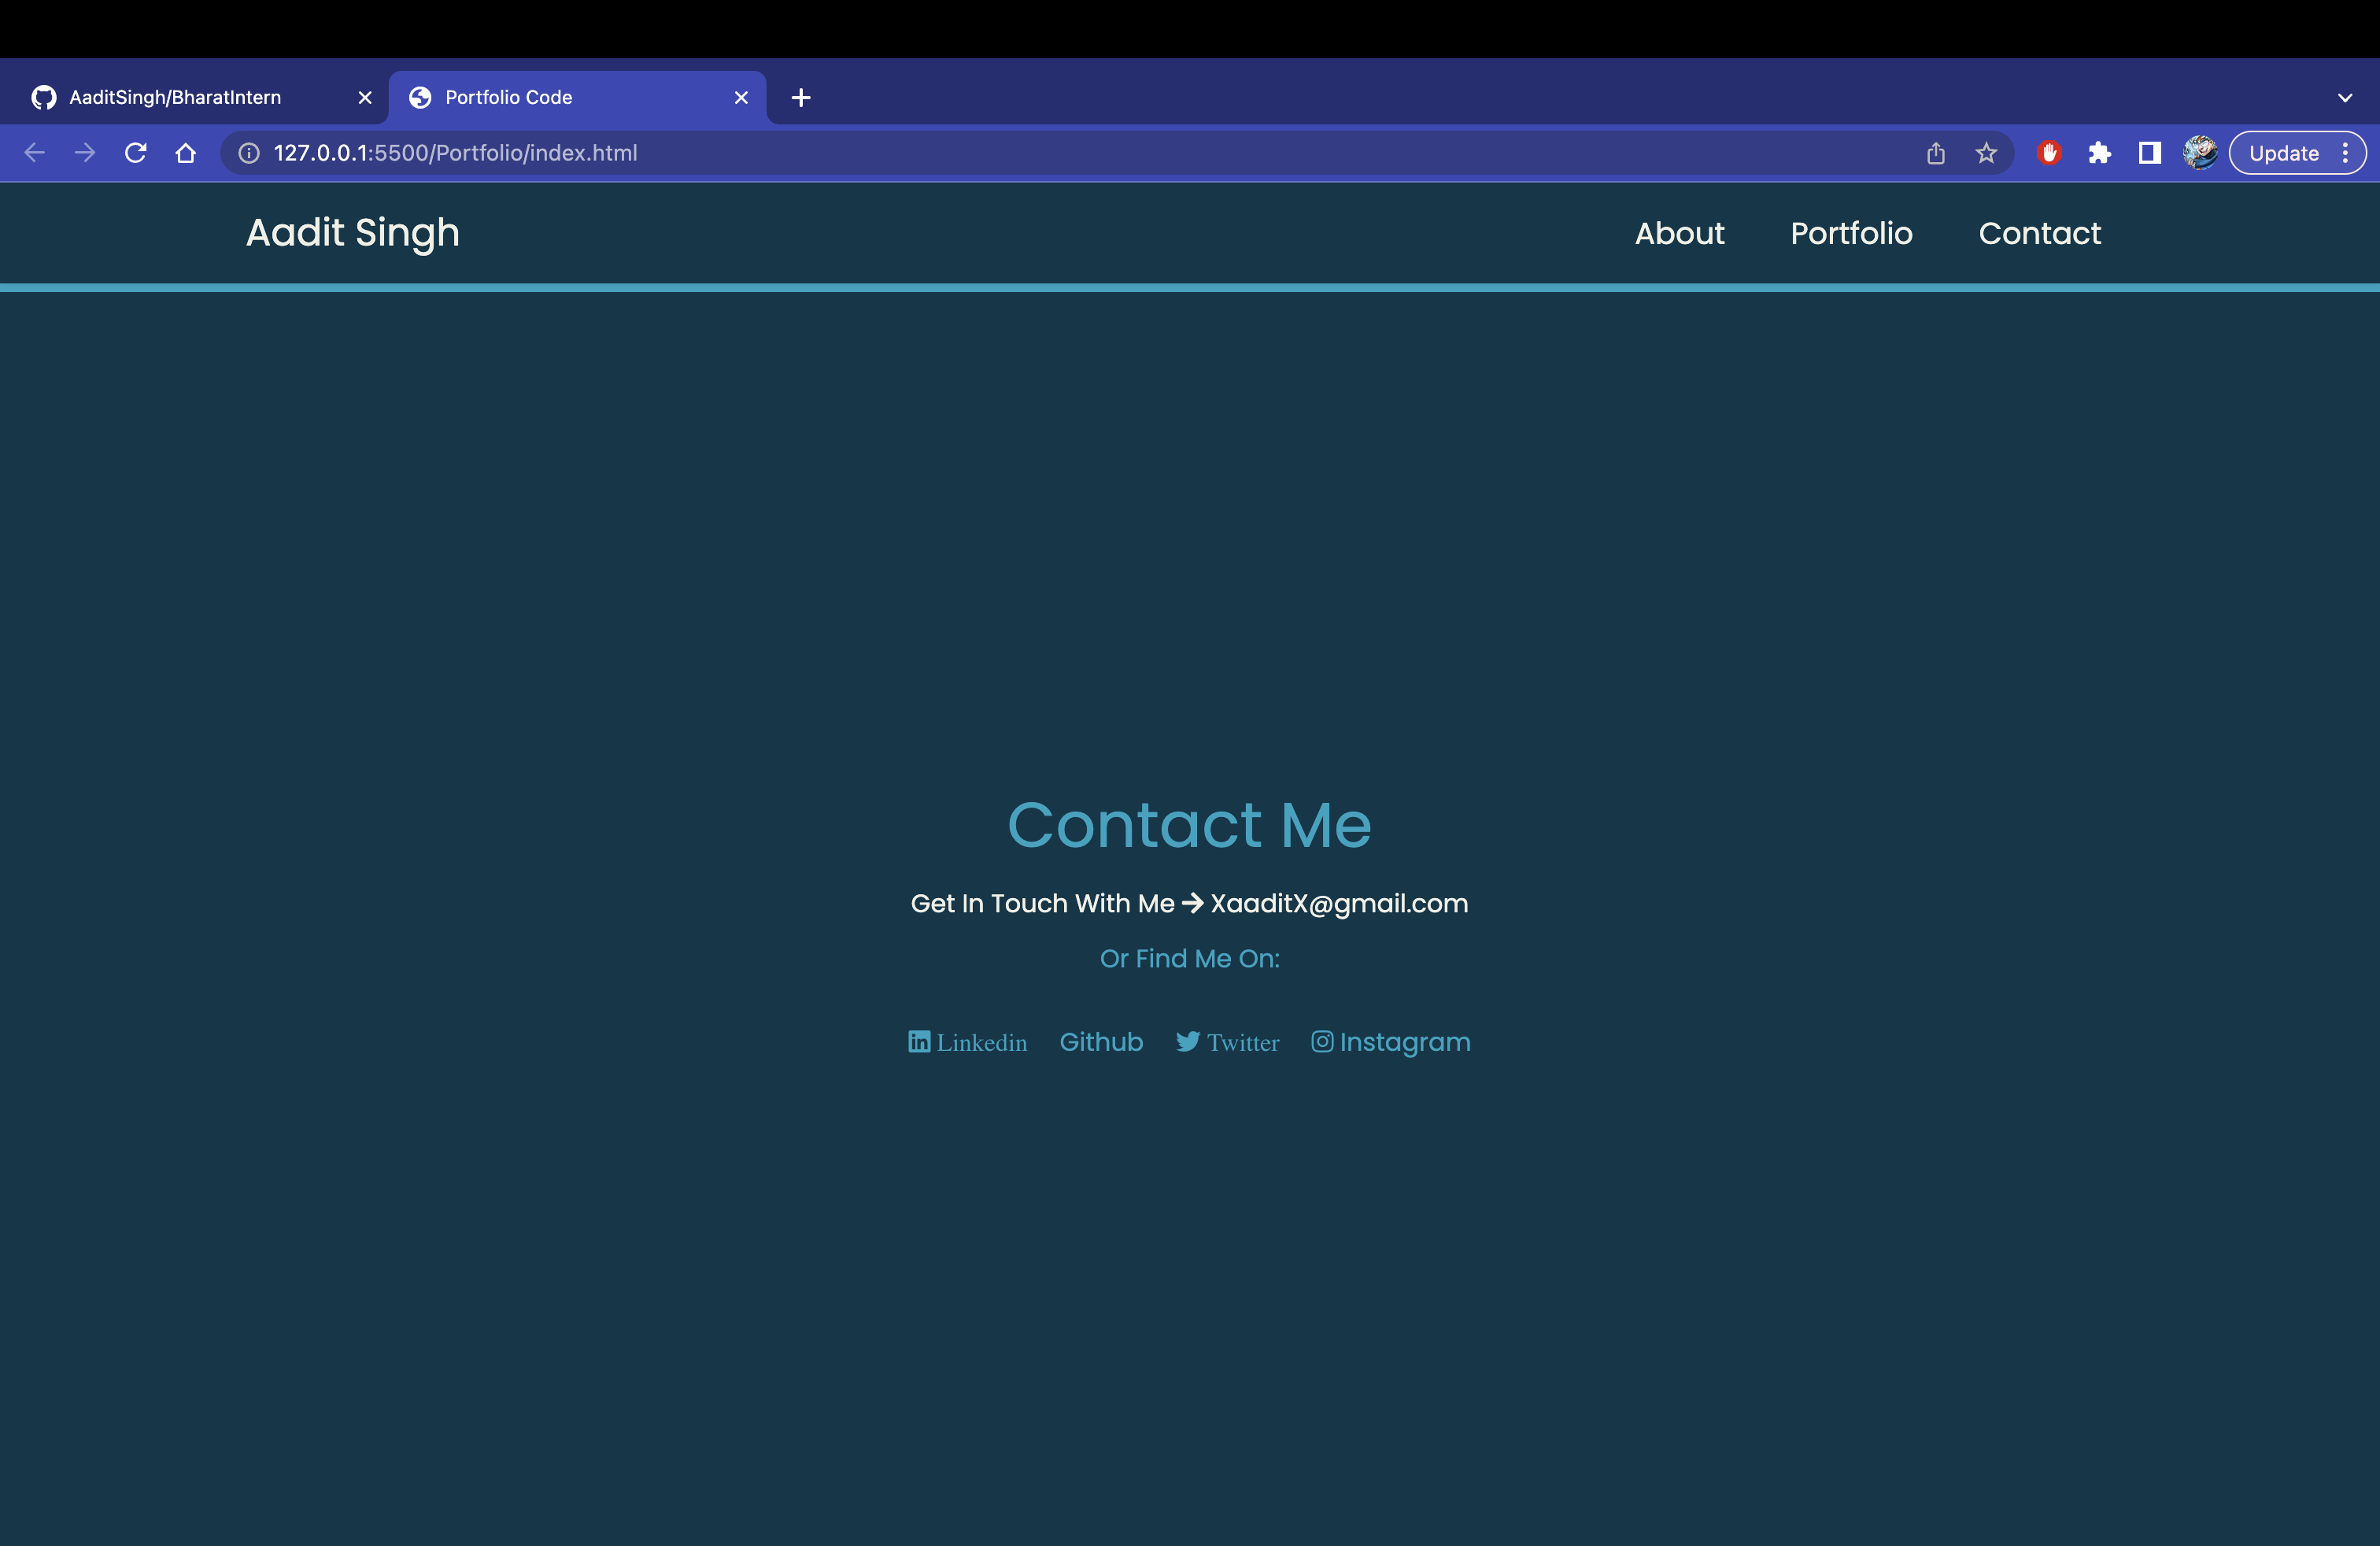 AaditSingh/BharatIntern
Portfolio Code
127.0.0.1:5500/Portfolio/index.html
Update
Aadit Singh
About
Portfolio
Contact
Contact Me
Get In Touch With Me → XaaditX@gmail.com
Or Find Me On:
Linkedin Github Twitter Instagram